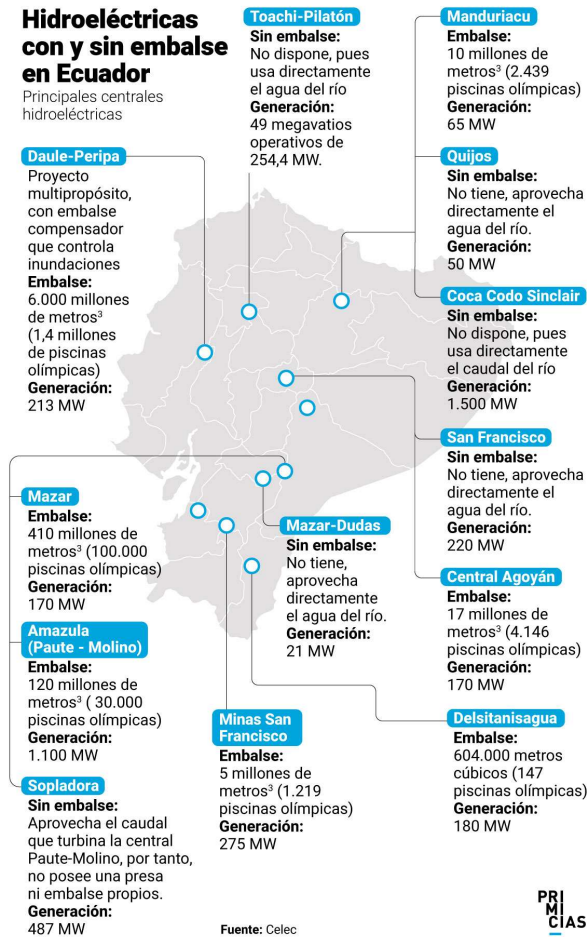 Hidroeléctricas
con y sin embalse
en Ecuador
Principales centrales
hidroeléctricas
Toachi-Pilatón
Sin embalse:
No dispone, pues
usa directamente
el agua del río
Generación:
49 megavatios
operativos de
254,4 MW.
Manduriacu
Embalse:
10 millones de
metros³ (2.439
piscinas olímpicas)
Generación:
65 MW
Daule-Peripa
Proyecto
multipropósito,
con embalse
compensador
que controla
inundaciones
Embalse:
6.000 millones
de metros³
(1,4 millones
de piscinas
olímpicas)
Generación:
213 MW
Quijos
Sin embalse:
No tiene, aprovecha
directamente el
agua del río.
Generación:
50 MW
Coca Codo Sinclair
Sin embalse:
No dispone, pues
usa directamente
el caudal del río
Generación:
1.500 MW
San Francisco
Sin embalse:
No tiene, aprovecha
directamente el
agua del río.
Generación:
220 MW
Mazar
Embalse:
410 millones de
metros³ (100.000
piscinas olímpicas)
Generación:
170 MW
Mazar-Dudas
Sin embalse:
No tiene,
aprovecha
directamente
el agua del río.
Generación:
21 MW
Central Agoyán
Embalse:
17 millones de
metros³ (4.146
piscinas olímpicas)
Generación:
170 MW
Amazula
(Paute - Molino)
Embalse:
120 millones de
metros³ ( 30.000
piscinas olímpicas)
Generación:
1.100 MW
Minas San
Francisco
Embalse:
5 millones de
metros³ (1.219
piscinas olímpicas)
Generación:
275 MW
Delsitanisagua
Embalse:
604.000 metros
cúbicos (147
piscinas olímpicas)
Generación:
180 MW
Sopladora
Sin embalse:
Aprovecha el caudal
que turbina la central
Paute-Molino, por tanto,
no posee una presa
ni embalse propios.
Generación:
487 MW
Fuente: Celec
PRI
MI
CIAS